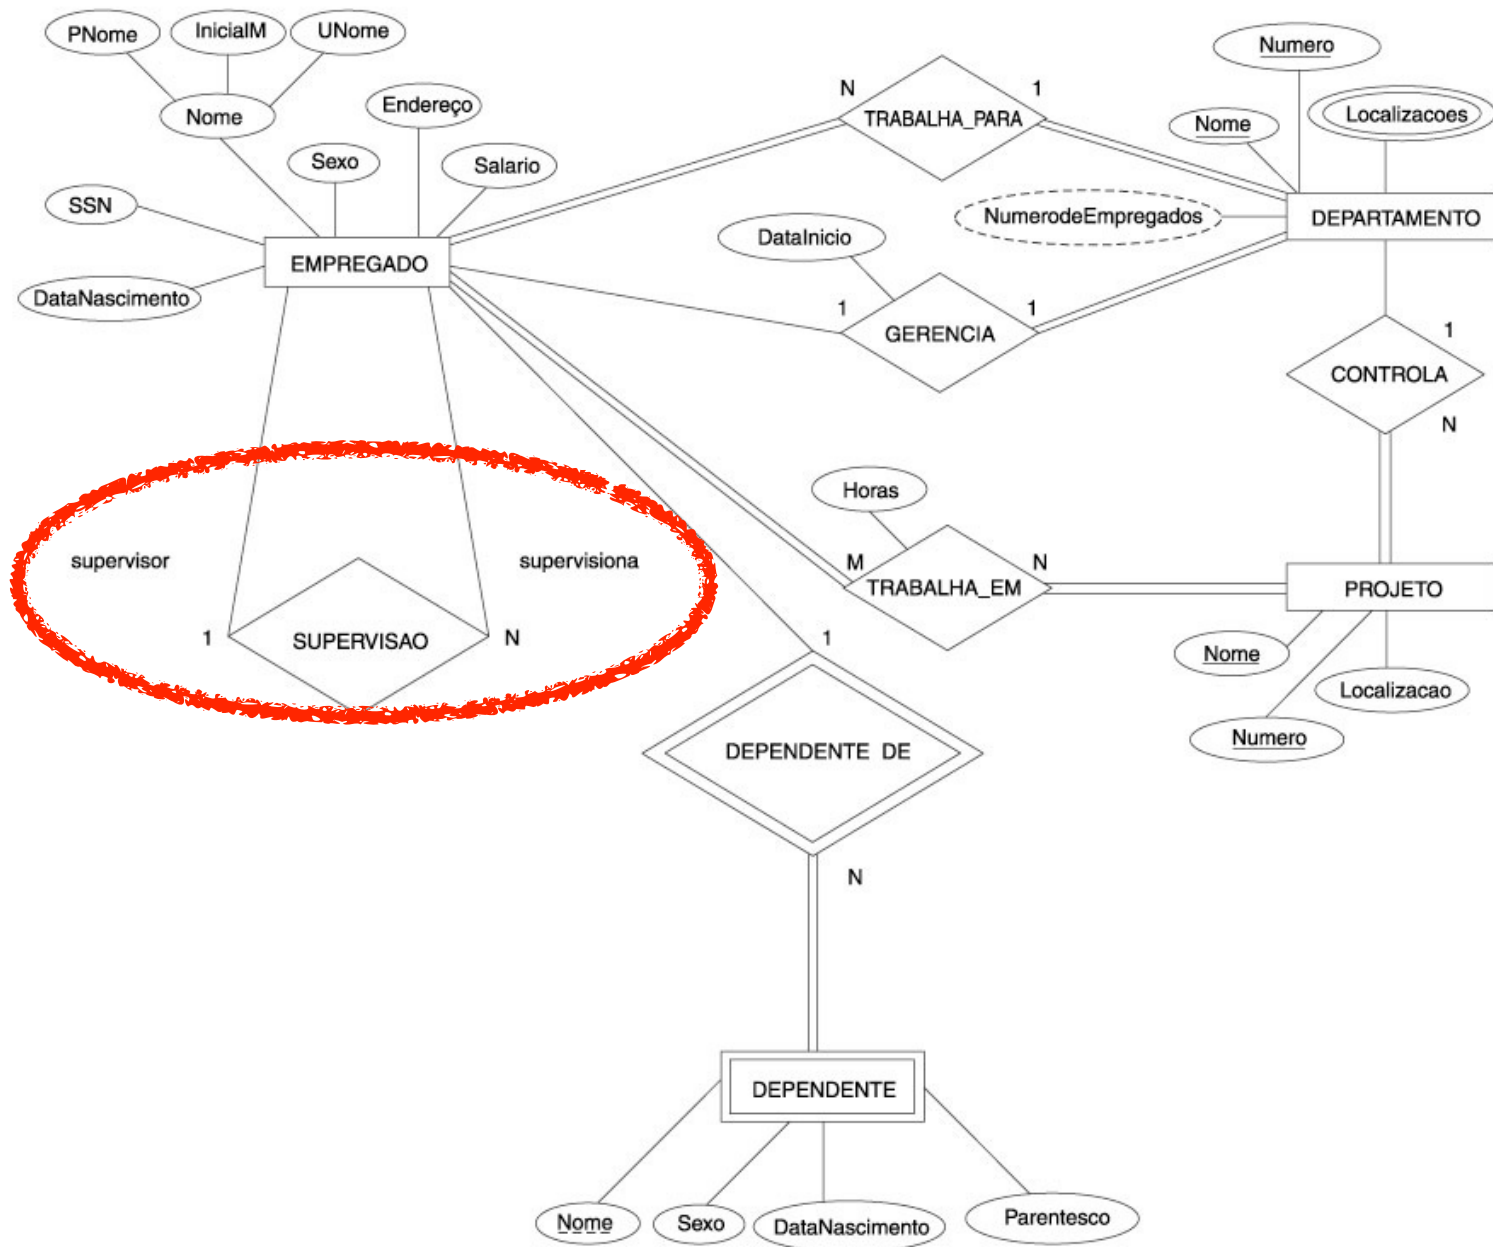 PNome
InicialM
UNome
Nome
Endereço
Sexo
Salario
SSN
DataNascimento
EMPREGADO
N
1
TRABALHA_PARA
Numero
Nome
Localizacoes
NumerodeEmpregados
DEPARTAMENTO
DataInicio
1
1
GERENCIA
1
CONTROLA
N
supervisor
supervisiona
1
SUPERVISAO
N
Horas
M
N
TRABALHA_EM
PROJETO
Nome
Localizacao
Numero
1
DEPENDENTE DE
N
DEPENDENTE
Nome
Sexo
DataNascimento
Parentesco